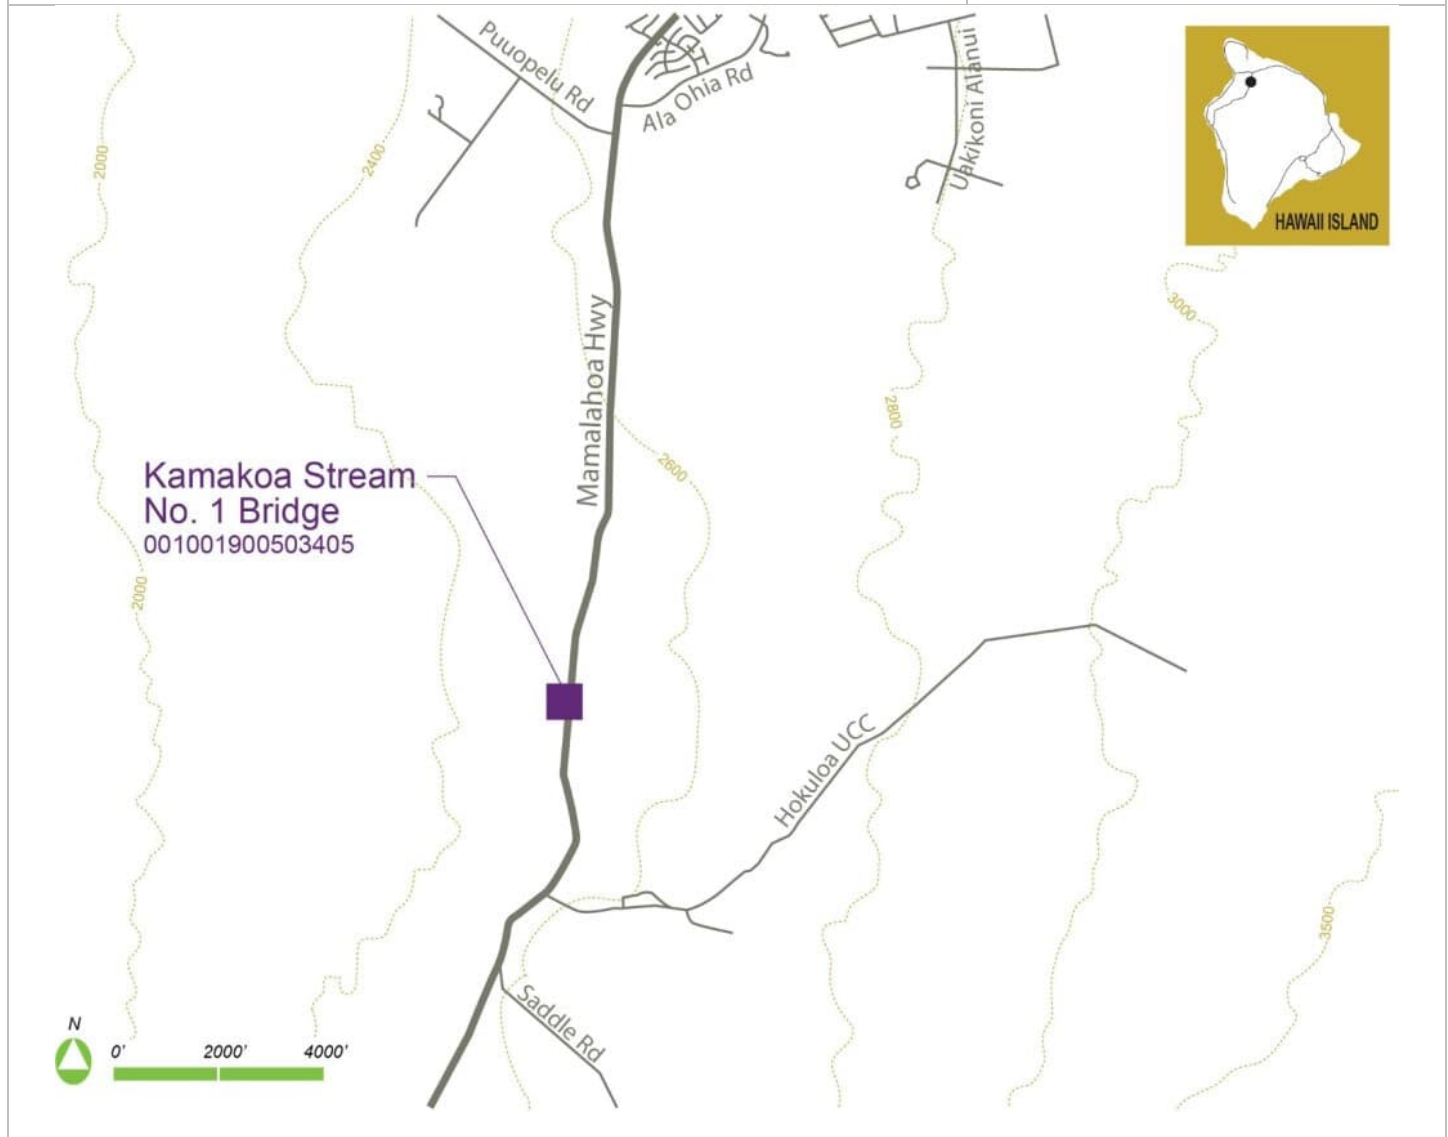 Puuopelu Rd
Ala Ohia Rd
Uakikoni Alanui
HAWAII ISLAND
2000
2400
3000
Mamalahoa Hwy
2800
2600
Kamakoa Stream
No. 1 Bridge
001001900503405
2000
Hokuloa UCC
3500
Saddle Rd
N
0' 2000' 4000'